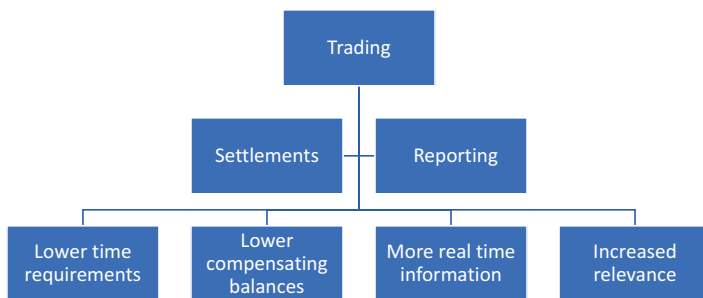 Trading
Settlements
Reporting
Lower time
requirements
Lower
compensating
balances
More real time
information
Increased
relevance